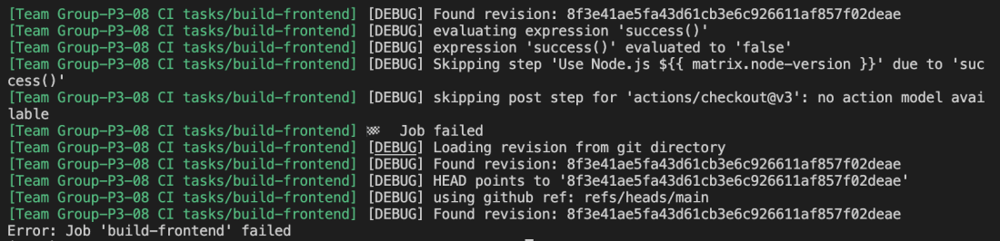 [Team Group-P3-08 CI tasks/build-frontend] [DEBUG] Found revision: 8f3e41ae5fa43d61cb3e6c926611af857f02deae
[Team Group-P3-08 CI tasks/build-frontend] [DEBUG] evaluating expression 'success()'
[Team Group-P3-08 CI tasks/build-frontend] [DEBUG] expression 'success()' evaluated to 'false'
[Team Group-P3-08 CI tasks/build-frontend] [DEBUG] Skipping step 'Use Node.js ${{ matrix.node-version }}' due to 'suc
cess()'
[Team Group-P3-08 CI tasks/build-frontend] [DEBUG] skipping post step for 'actions/checkout@v3': no action model avai
lable
[Team Group-P3-08 CI tasks/build-frontend] 🏁  Job failed
[Team Group-P3-08 CI tasks/build-frontend] [DEBUG] Loading revision from git directory
[Team Group-P3-08 CI tasks/build-frontend] [DEBUG] Found revision: 8f3e41ae5fa43d61cb3e6c926611af857f02deae
[Team Group-P3-08 CI tasks/build-frontend] [DEBUG] HEAD points to '8f3e41ae5fa43d61cb3e6c926611af857f02deae'
[Team Group-P3-08 CI tasks/build-frontend] [DEBUG] using github ref: refs/heads/main
[Team Group-P3-08 CI tasks/build-frontend] [DEBUG] Found revision: 8f3e41ae5fa43d61cb3e6c926611af857f02deae
Error: Job 'build-frontend' failed